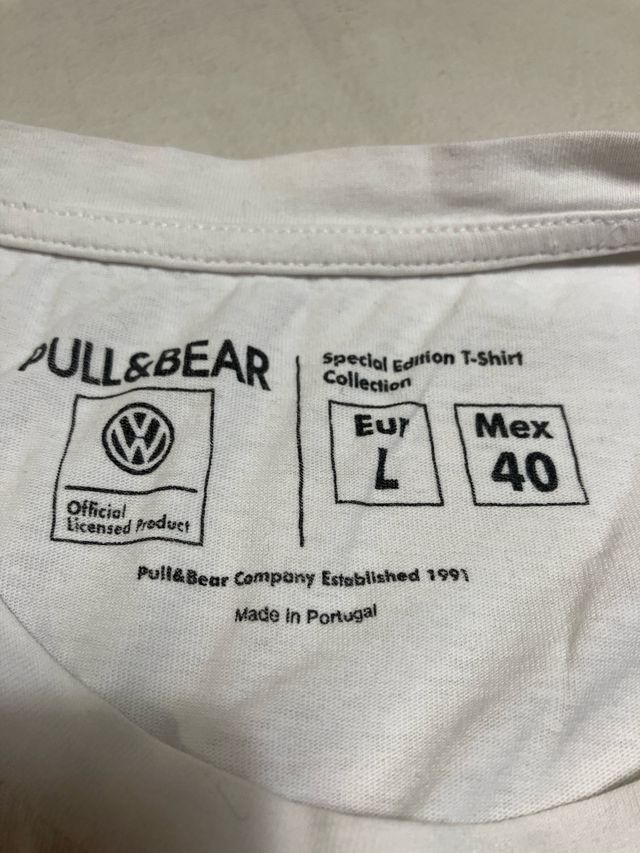 PULL&BEAR
VW
Official
Licensed Product
Special Edition T-Shirt
Collection
Eur
L
Mex
40
Pull&Bear Company Established 1991
Made in Portugal